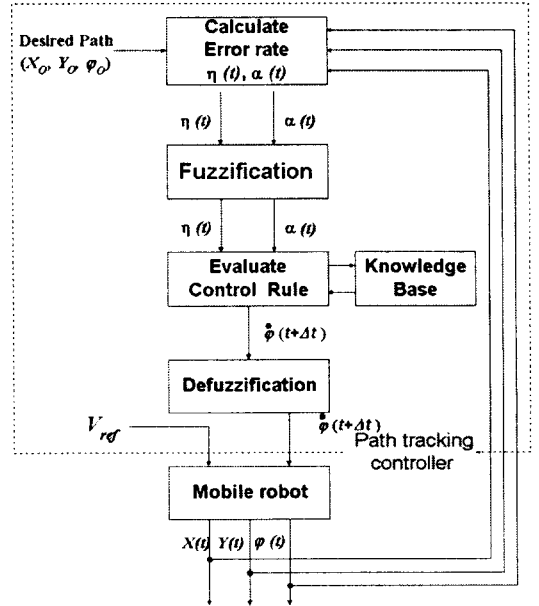 Calculate
Error rate
η (t), α (t)
Desired Path
(X_O, Y_O, φ_O)
η (t) α (t)
Fuzzification
η (t) α (t)
Evaluate
Control Rule
Knowledge
Base
φ̇ (t+Δt)
Defuzzification
V_ref
φ̇ (t+Δt)
Path tracking
controller
Mobile robot
X(t) Y(t) φ (t)